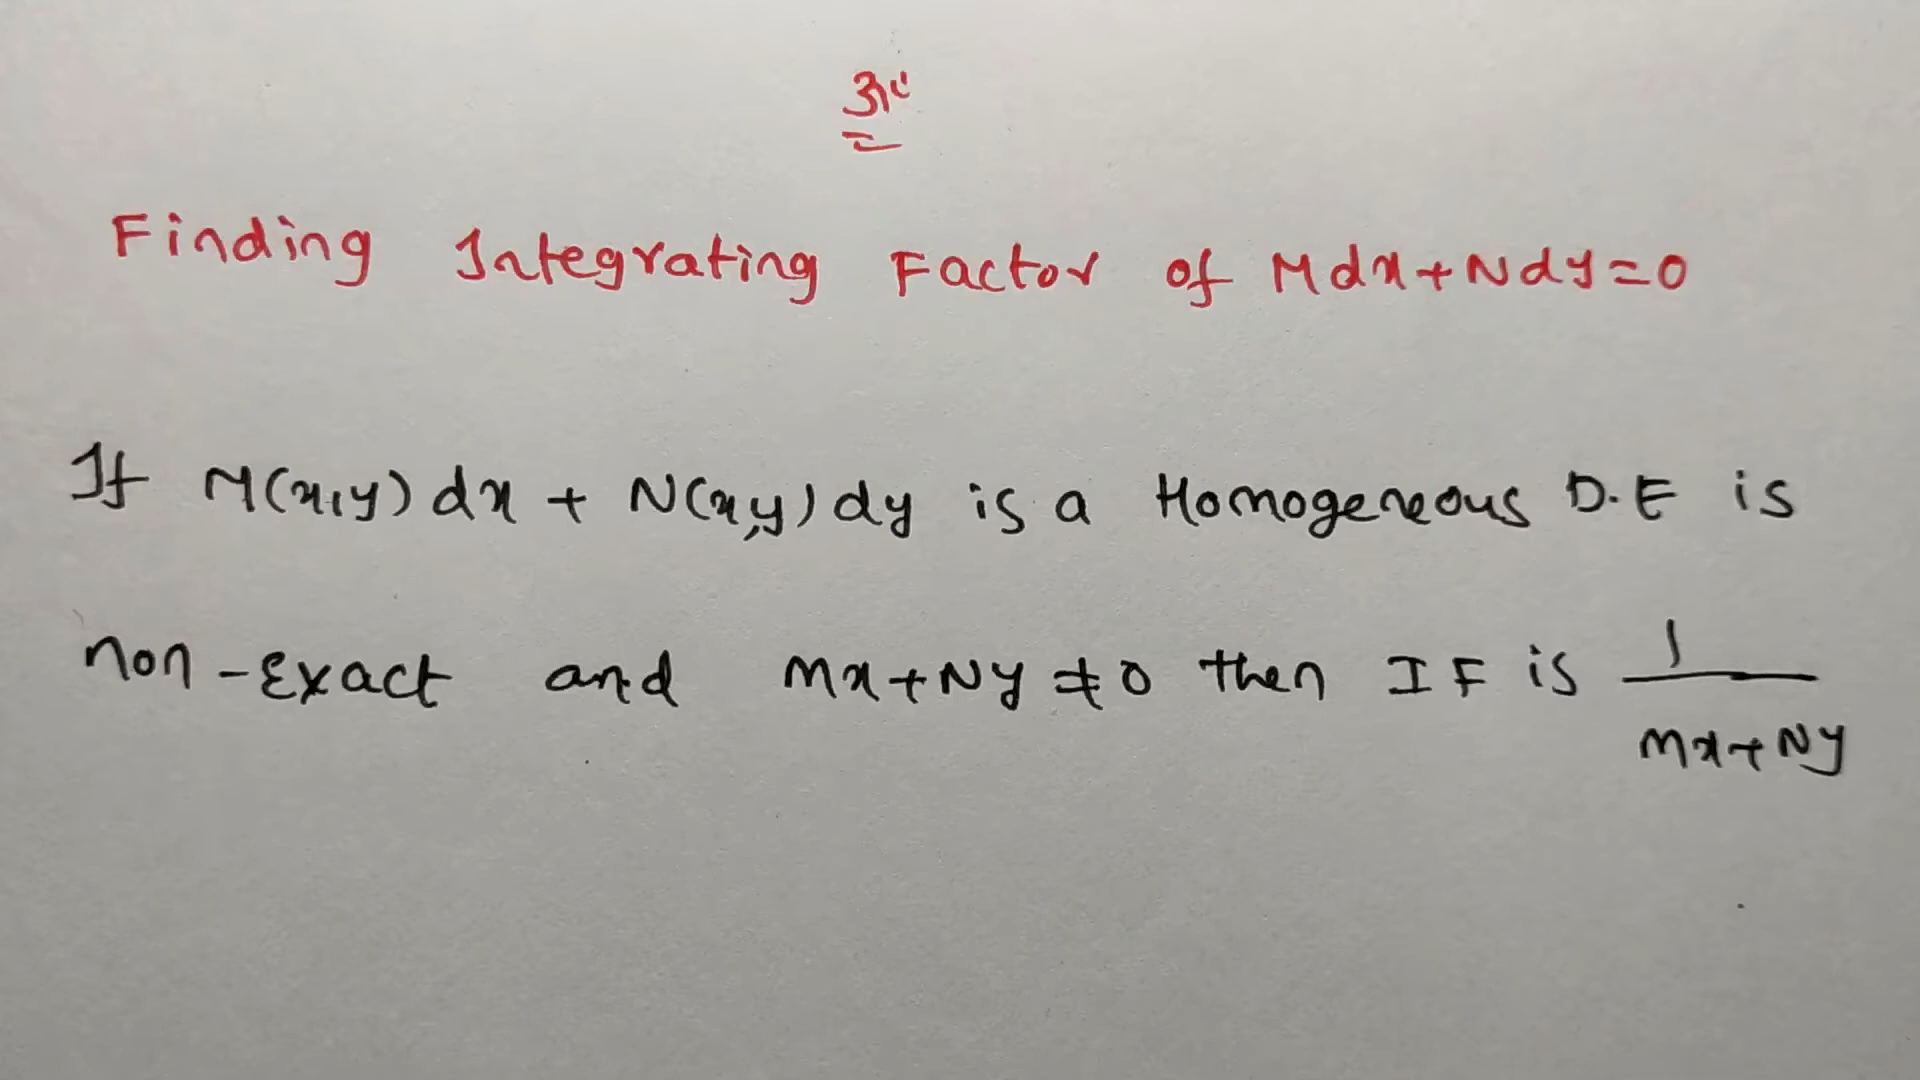 Finding Integrating Factor of Mdx+Ndy=0
If M(x,y)dx + N(x,y)dy is a Homogeneous D.E is
non-Exact and Mx+Ny≠0 then IF is 1/(Mx+Ny)